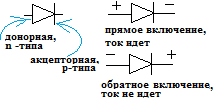 + −
донорная,
n -типа
акцепторная,
p-типа
прямое включение,
ток идет
− +
обратное включение,
ток не идет